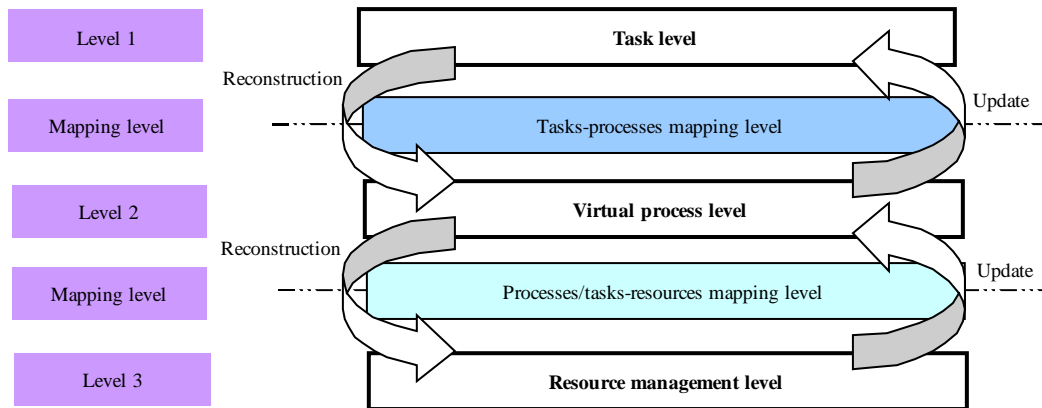 Level 1
Task level
Reconstruction
Update
Mapping level
Tasks-processes mapping level
Level 2
Virtual process level
Reconstruction
Update
Mapping level
Processes/tasks-resources mapping level
Level 3
Resource management level